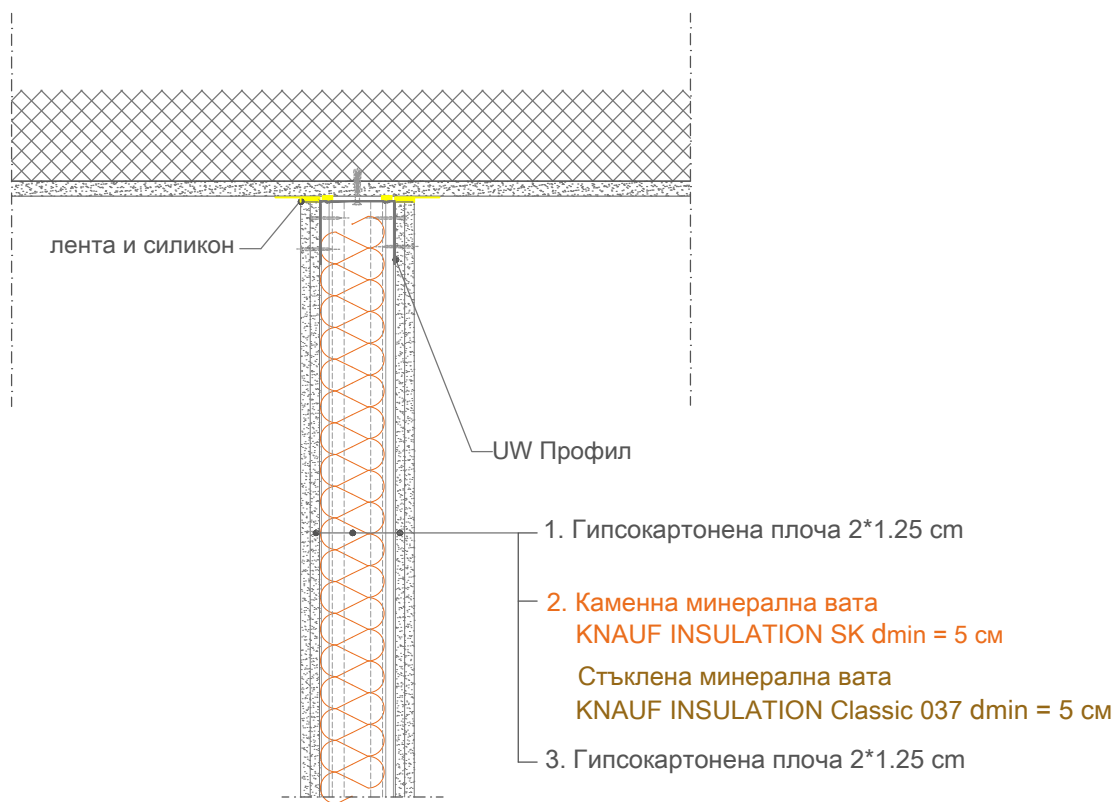 лента и силикон
UW Профил
1. Гипсокартонена плоча 2*1.25 cm
2. Каменна минерална вата
KNAUF INSULATION SK dmin = 5 см
Стъклена минерална вата
KNAUF INSULATION Classic 037 dmin = 5 см
3. Гипсокартонена плоча 2*1.25 cm